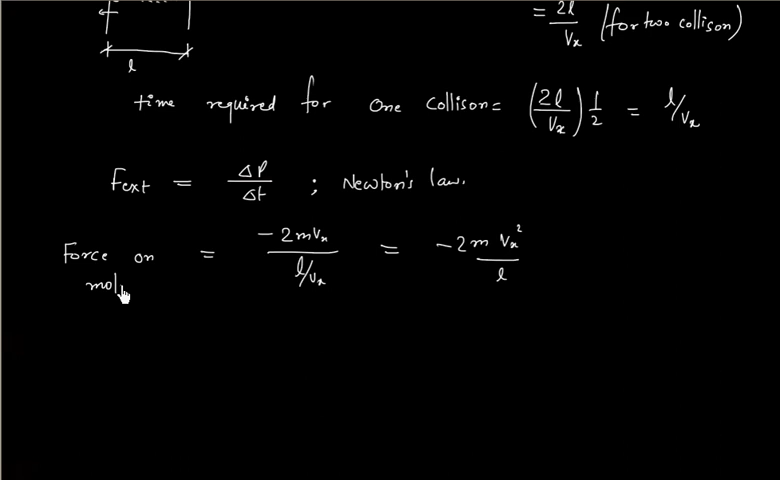 = 2l/Vx (for two collison)
l
time required for one collison = (2l/Vx) 1/2 = l/Vx
Fext = ΔP/Δt ; Newton's law.
Force on mol = -2mVx / (l/Vx) = -2m Vx²/l